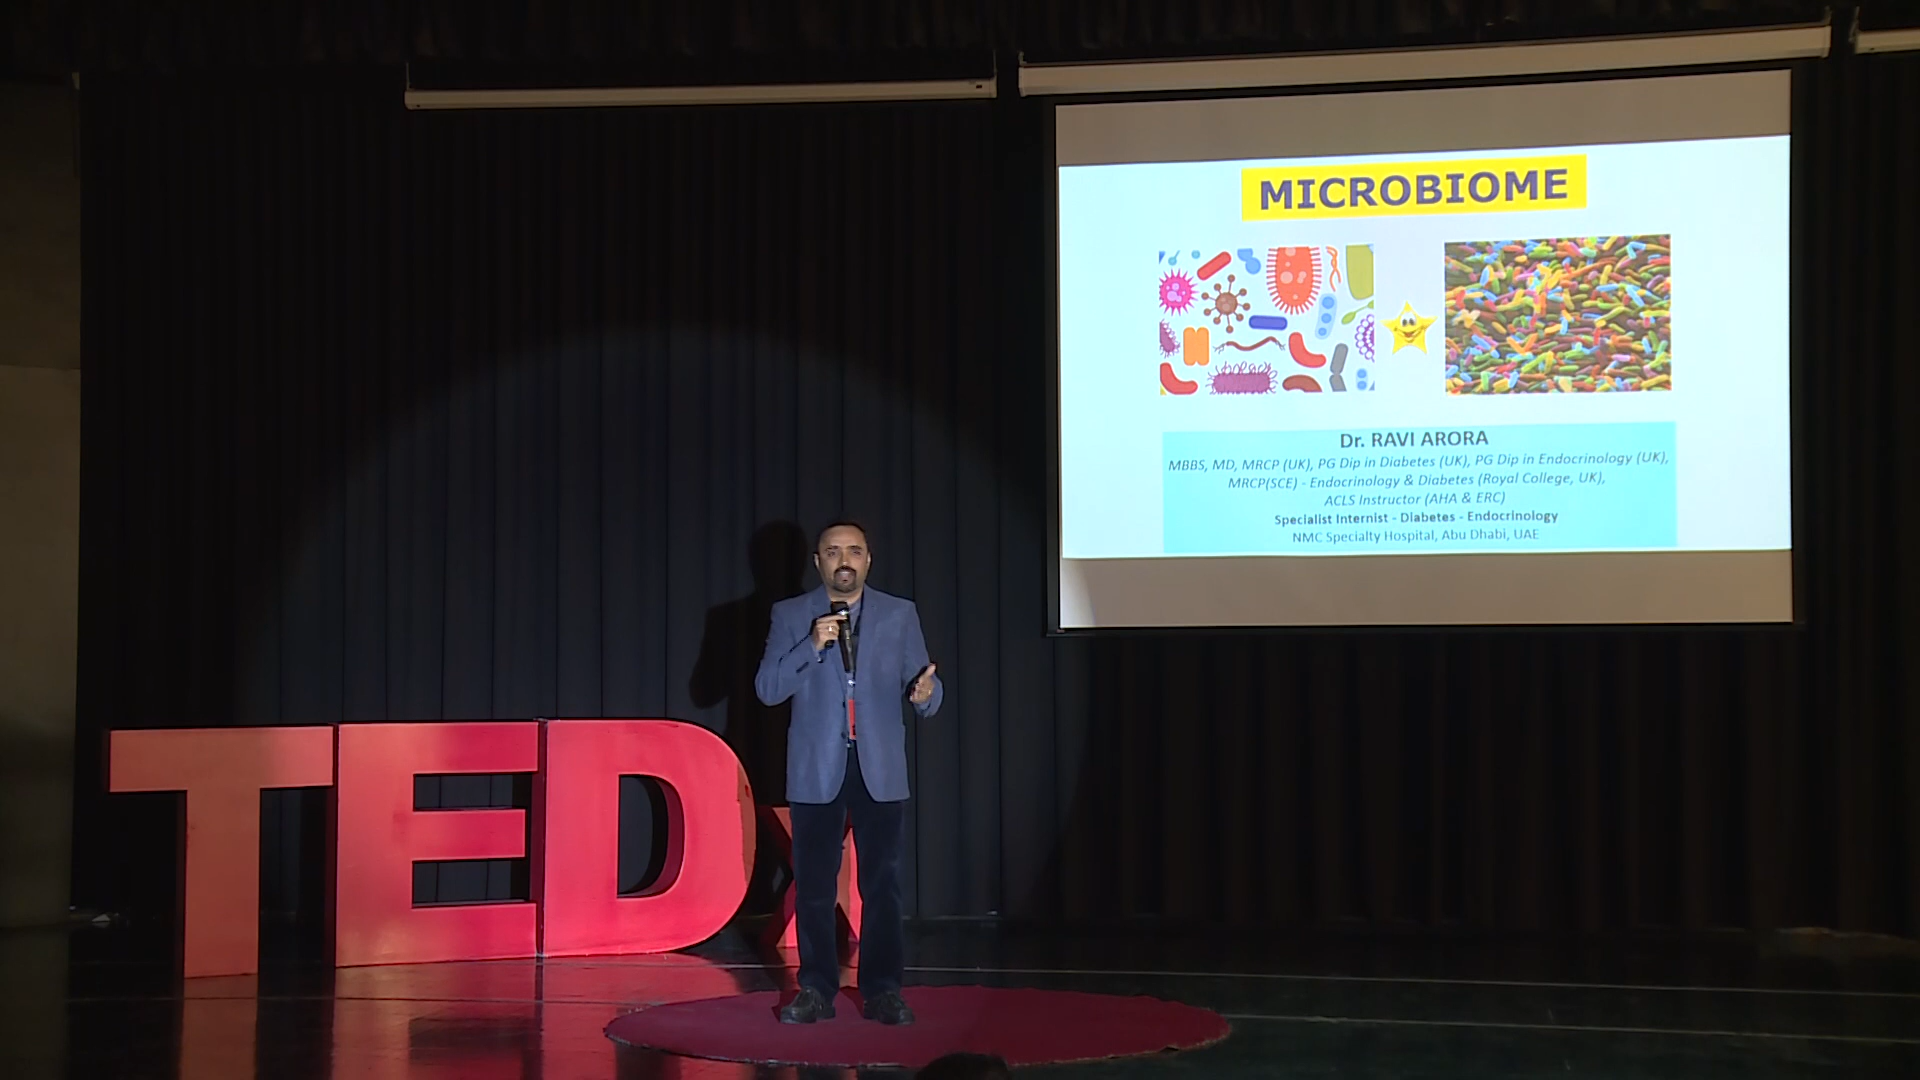 MICROBIOME
Dr. RAVI ARORA
MBBS, MD, MRCP (UK), PG Dip in Diabetes (UK), PG Dip in Endocrinology (UK),
MRCP(SCE) - Endocrinology & Diabetes (Royal College, UK),
ACLS Instructor (AHA & ERC)
Specialist Internist - Diabetes - Endocrinology
NMC Specialty Hospital, Abu Dhabi, UAE
TEDx